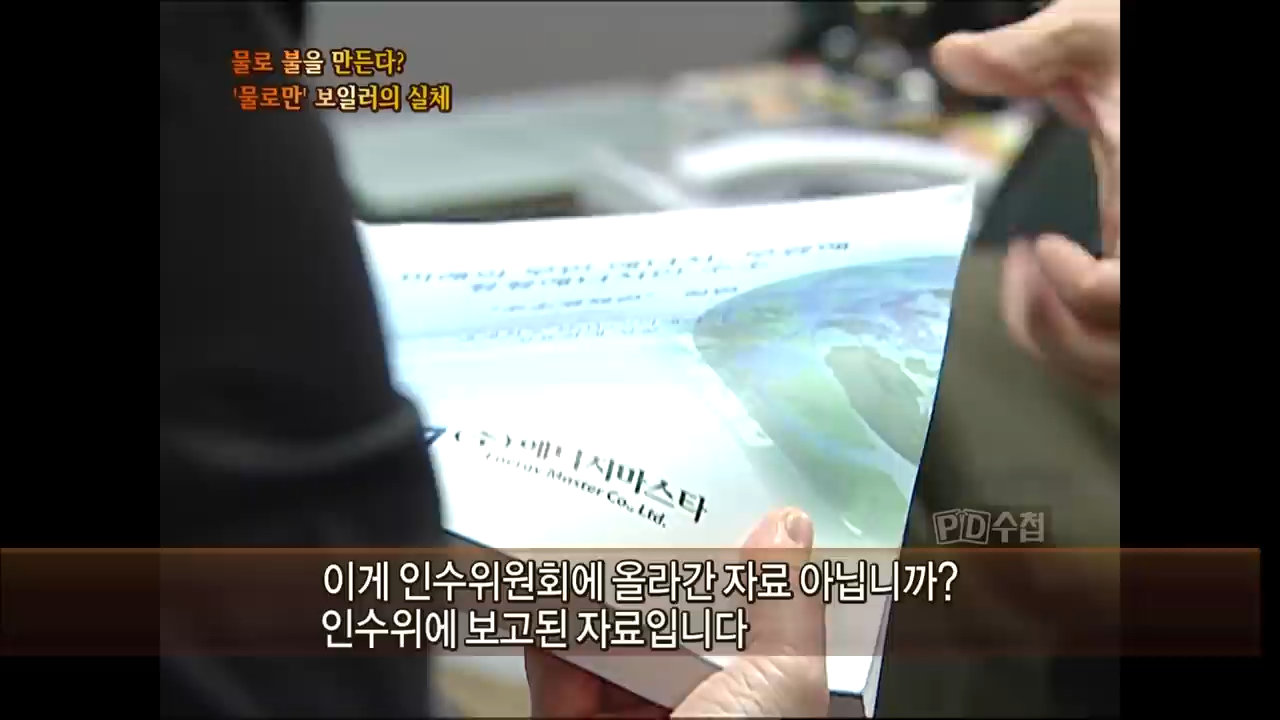 물로 불을 만든다?
'물로만' 보일러의 실체
에너지마스타
Master Co., Ltd.
PD수첩
이게 인수위원회에 올라간 자료 아닙니까?
인수위에 보고된 자료입니다